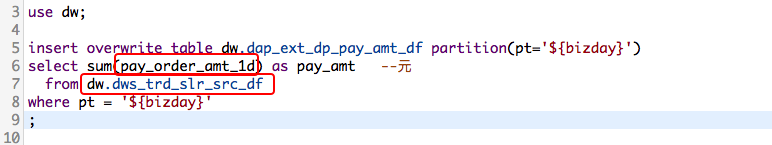 3 use dw;
4
5 insert overwrite table dw.dap_ext_dp_pay_amt_df partition(pt='${bizday}')
6 select sum(pay_order_amt_1d) as pay_amt --元
7 from dw.dws_trd_slr_src_df
8 where pt = '${bizday}'
9 ;
10